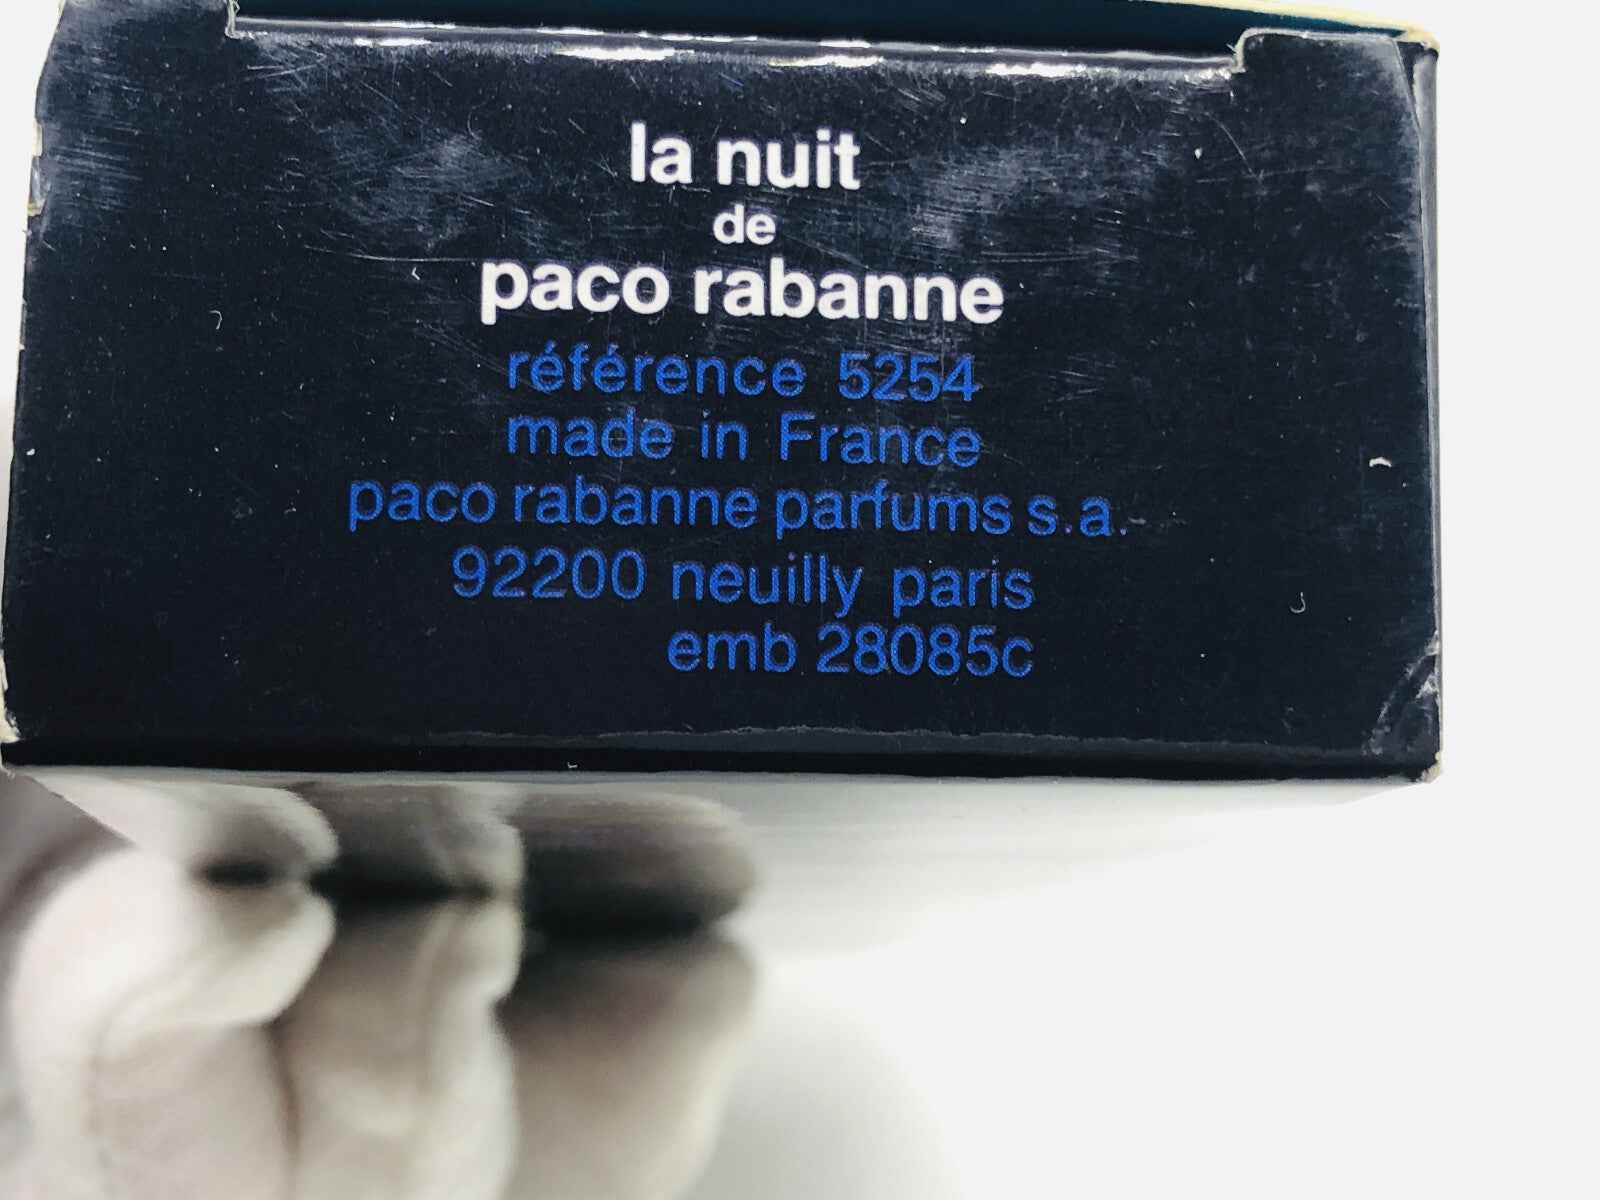 la nuit
de
paco rabanne
référence 5254
made in France
paco rabanne parfums s.a.
92200 neuilly paris
emb 28085c